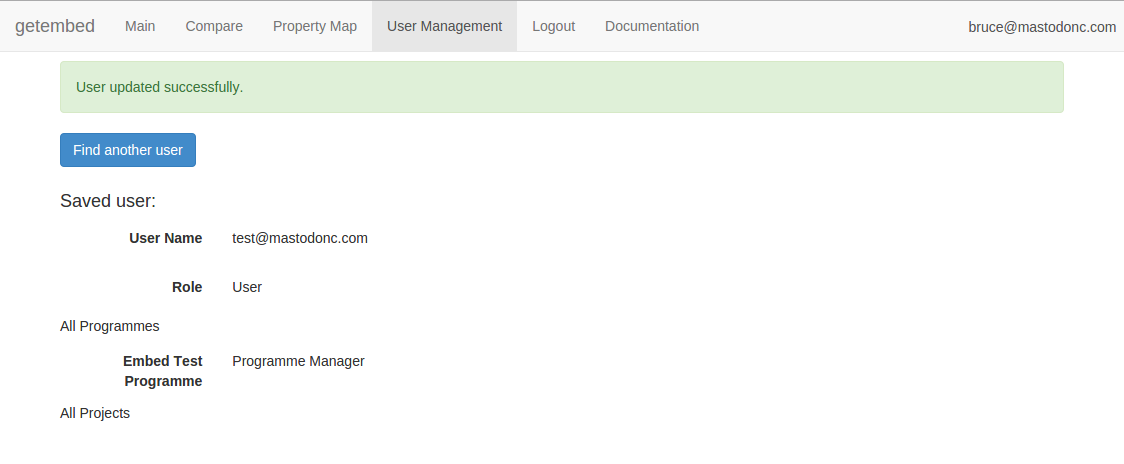 getembed Main Compare Property Map User Management Logout Documentation bruce@mastodonc.com
User updated successfully.
Find another user
Saved user:
User Name test@mastodonc.com
Role User
All Programmes
Embed Test Programme Manager
Programme
All Projects